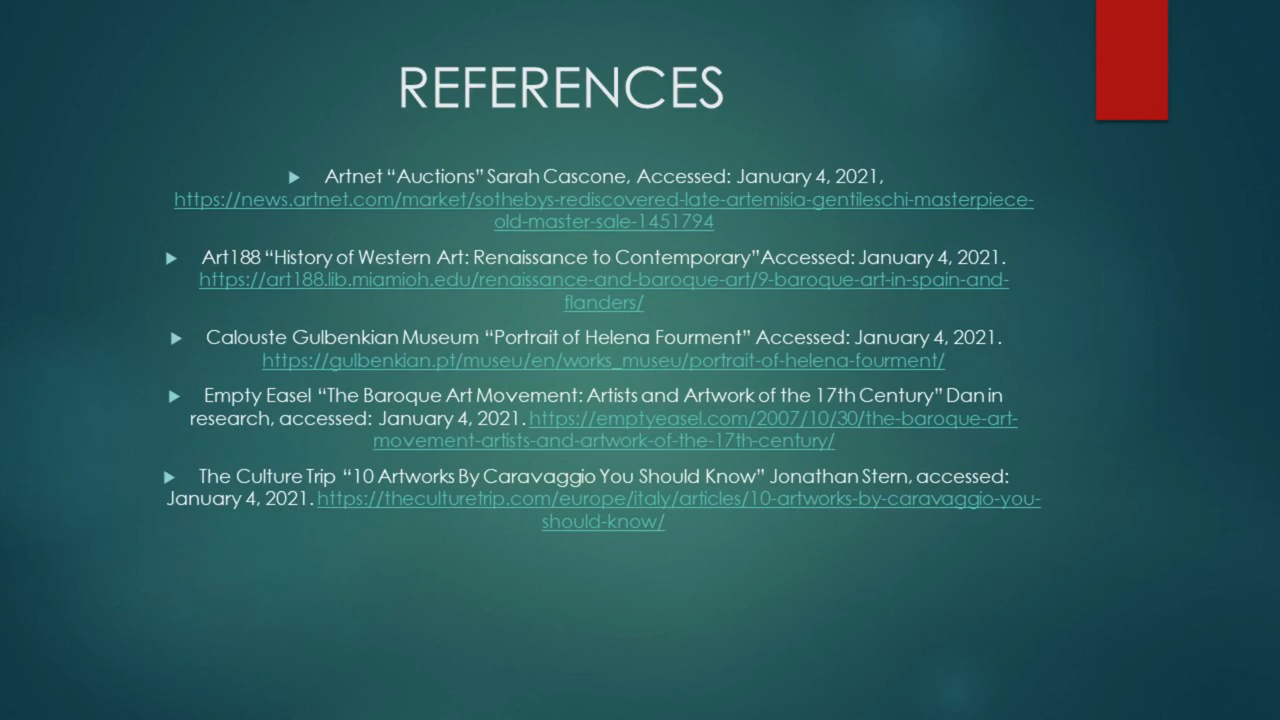 REFERENCES
Artnet “Auctions” Sarah Cascone, Accessed: January 4, 2021,
https://news.artnet.com/market/sothebys-rediscovered-late-artemisia-gentileschi-masterpiece-
old-master-sale-1451794
Art188 “History of Western Art: Renaissance to Contemporary”Accessed: January 4, 2021.
https://art188.lib.miamioh.edu/renaissance-and-baroque-art/9-baroque-art-in-spain-and-
flanders/
Calouste Gulbenkian Museum “Portrait of Helena Fourment” Accessed: January 4, 2021.
https://gulbenkian.pt/museu/en/works_museu/portrait-of-helena-fourment/
Empty Easel “The Baroque Art Movement: Artists and Artwork of the 17th Century” Dan in
research, accessed: January 4, 2021. https://emptyeasel.com/2007/10/30/the-baroque-art-
movement-artists-and-artwork-of-the-17th-century/
The Culture Trip “10 Artworks By Caravaggio You Should Know” Jonathan Stern, accessed:
January 4, 2021. https://theculturetrip.com/europe/italy/articles/10-artworks-by-caravaggio-you-
should-know/